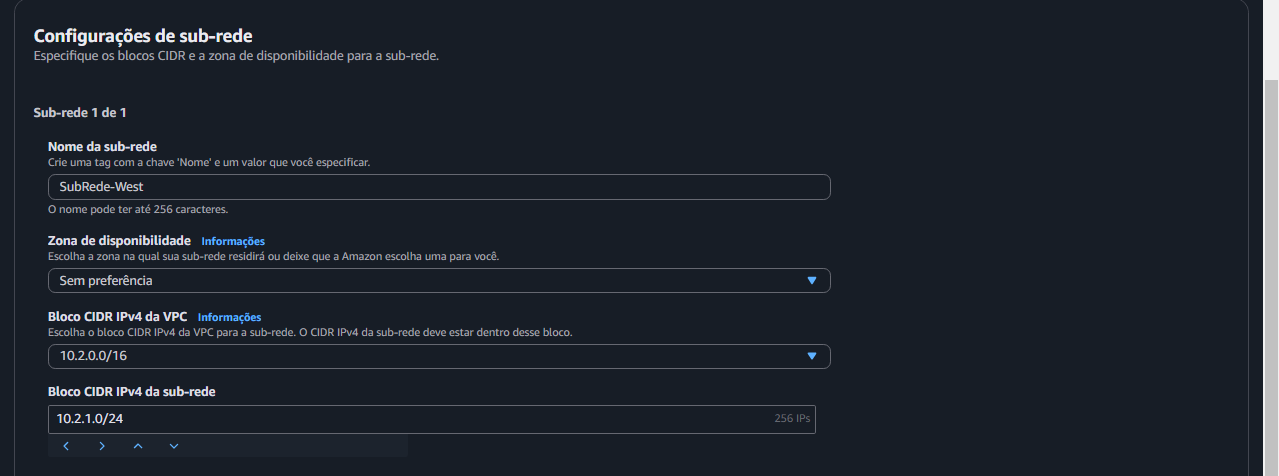 Configurações de sub-rede
Especifique os blocos CIDR e a zona de disponibilidade para a sub-rede.
Sub-rede 1 de 1
Nome da sub-rede
Crie uma tag com a chave 'Nome' e um valor que você especificar.
SubRede-West
O nome pode ter até 256 caracteres.
Zona de disponibilidade Informações
Escolha a zona na qual sua sub-rede residirá ou deixe que a Amazon escolha uma para você.
Sem preferência
Bloco CIDR IPv4 da VPC Informações
Escolha o bloco CIDR IPv4 da VPC para a sub-rede. O CIDR IPv4 da sub-rede deve estar dentro desse bloco.
10.2.0.0/16
Bloco CIDR IPv4 da sub-rede
10.2.1.0/24 256 IPs